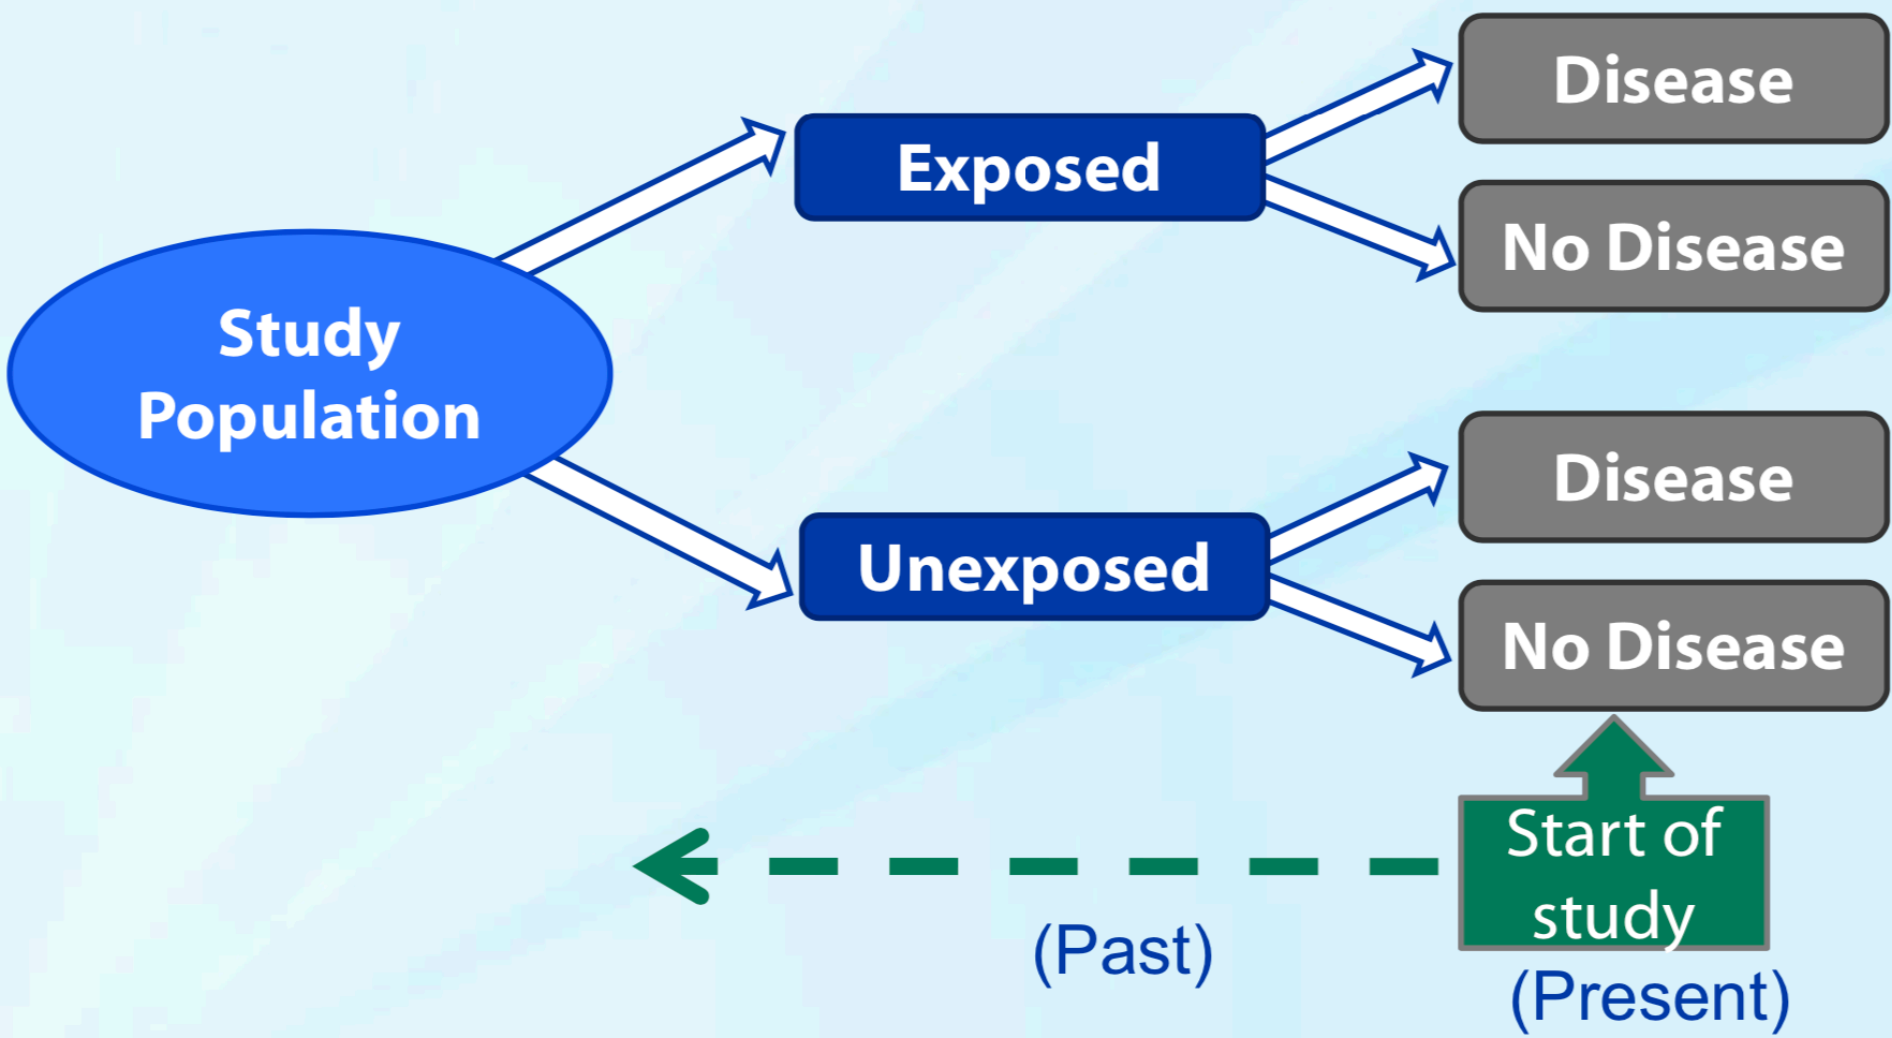 Disease
Exposed
No Disease
Study
Population
Disease
Unexposed
No Disease
Start of
study
(Past)
(Present)